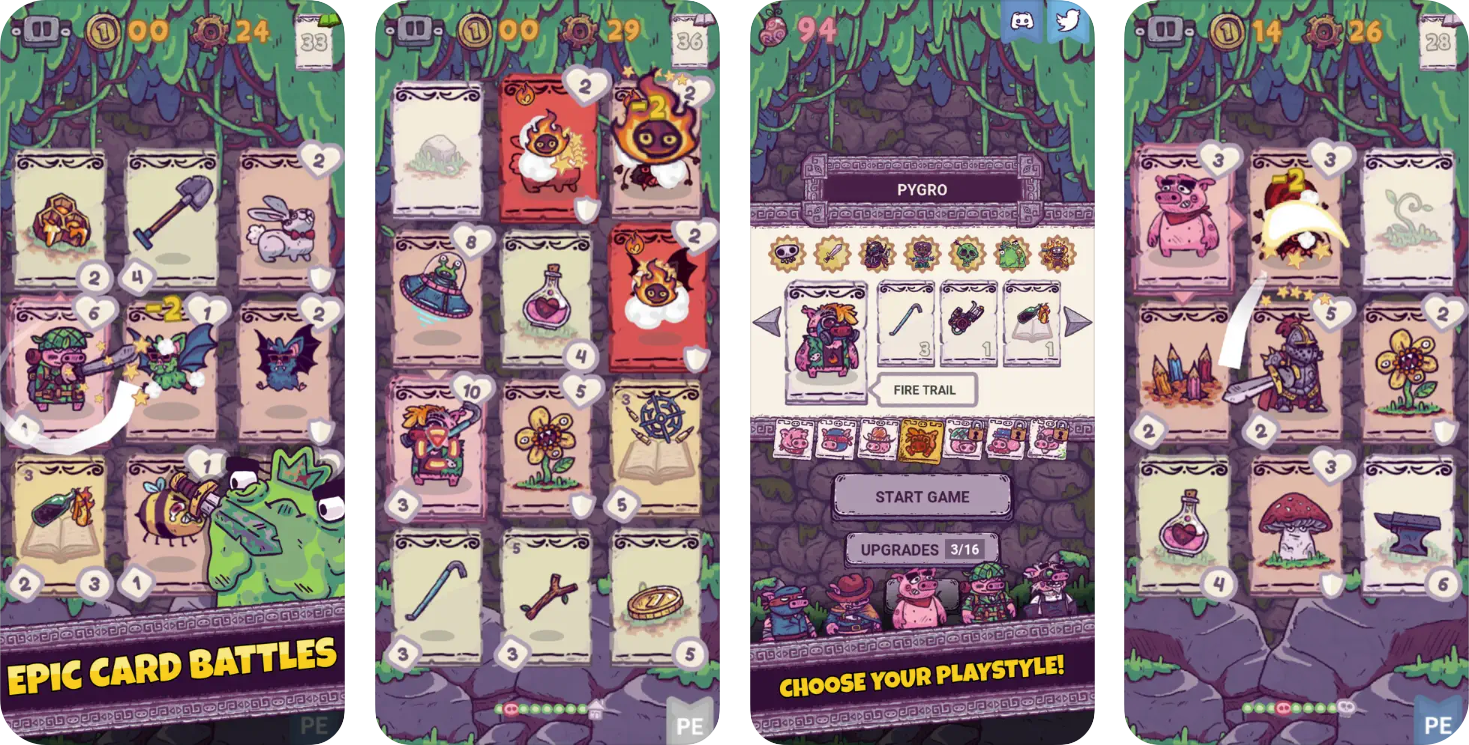 00 24 33
2
2 4
6 -2 1 2
3 1
2 3 1
EPIC CARD BATTLES
PE
00 29 36
2 -2 2
8 2
4
10 5 3
3 5
5
3 3 5
PE
94
PYGRO
3 1 1
FIRE TRAIL
START GAME
UPGRADES 3/16
CHOOSE YOUR PLAYSTYLE!
14 26 28
3 -2 3
5 2
2 2
3
4 6
PE